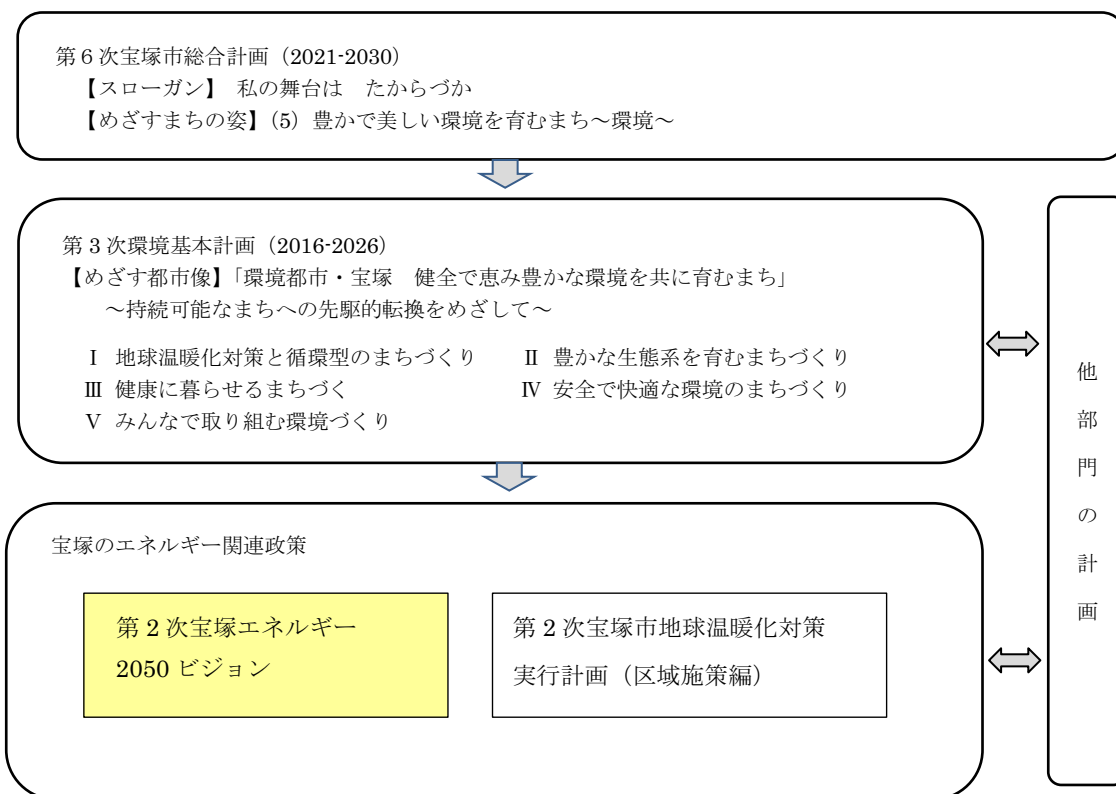 第６次宝塚市総合計画（2021-2030）
【スローガン】 私の舞台は　たからづか
【めざすまちの姿】（5）豊かで美しい環境を育むまち～環境～
第３次環境基本計画（2016-2026）
【めざす都市像】「環境都市・宝塚　健全で恵み豊かな環境を共に育むまち」
～持続可能なまちへの先駆的転換をめざして～
Ⅰ 地球温暖化対策と循環型のまちづくり　Ⅱ 豊かな生態系を育むまちづくり
Ⅲ 健康に暮らせるまちづく　Ⅳ 安全で快適な環境のまちづくり
Ⅴ みんなで取り組む環境づくり
宝塚のエネルギー関連政策
第２次宝塚エネルギー
2050 ビジョン
第２次宝塚市地球温暖化対策
実行計画（区域施策編）
他部門の計画